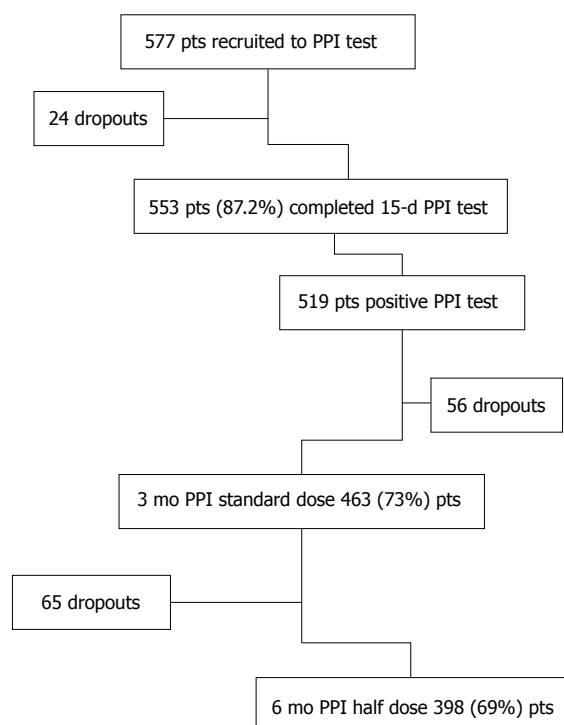 577 pts recruited to PPI test
24 dropouts
553 pts (87.2%) completed 15-d PPI test
519 pts positive PPI test
56 dropouts
3 mo PPI standard dose 463 (73%) pts
65 dropouts
6 mo PPI half dose 398 (69%) pts